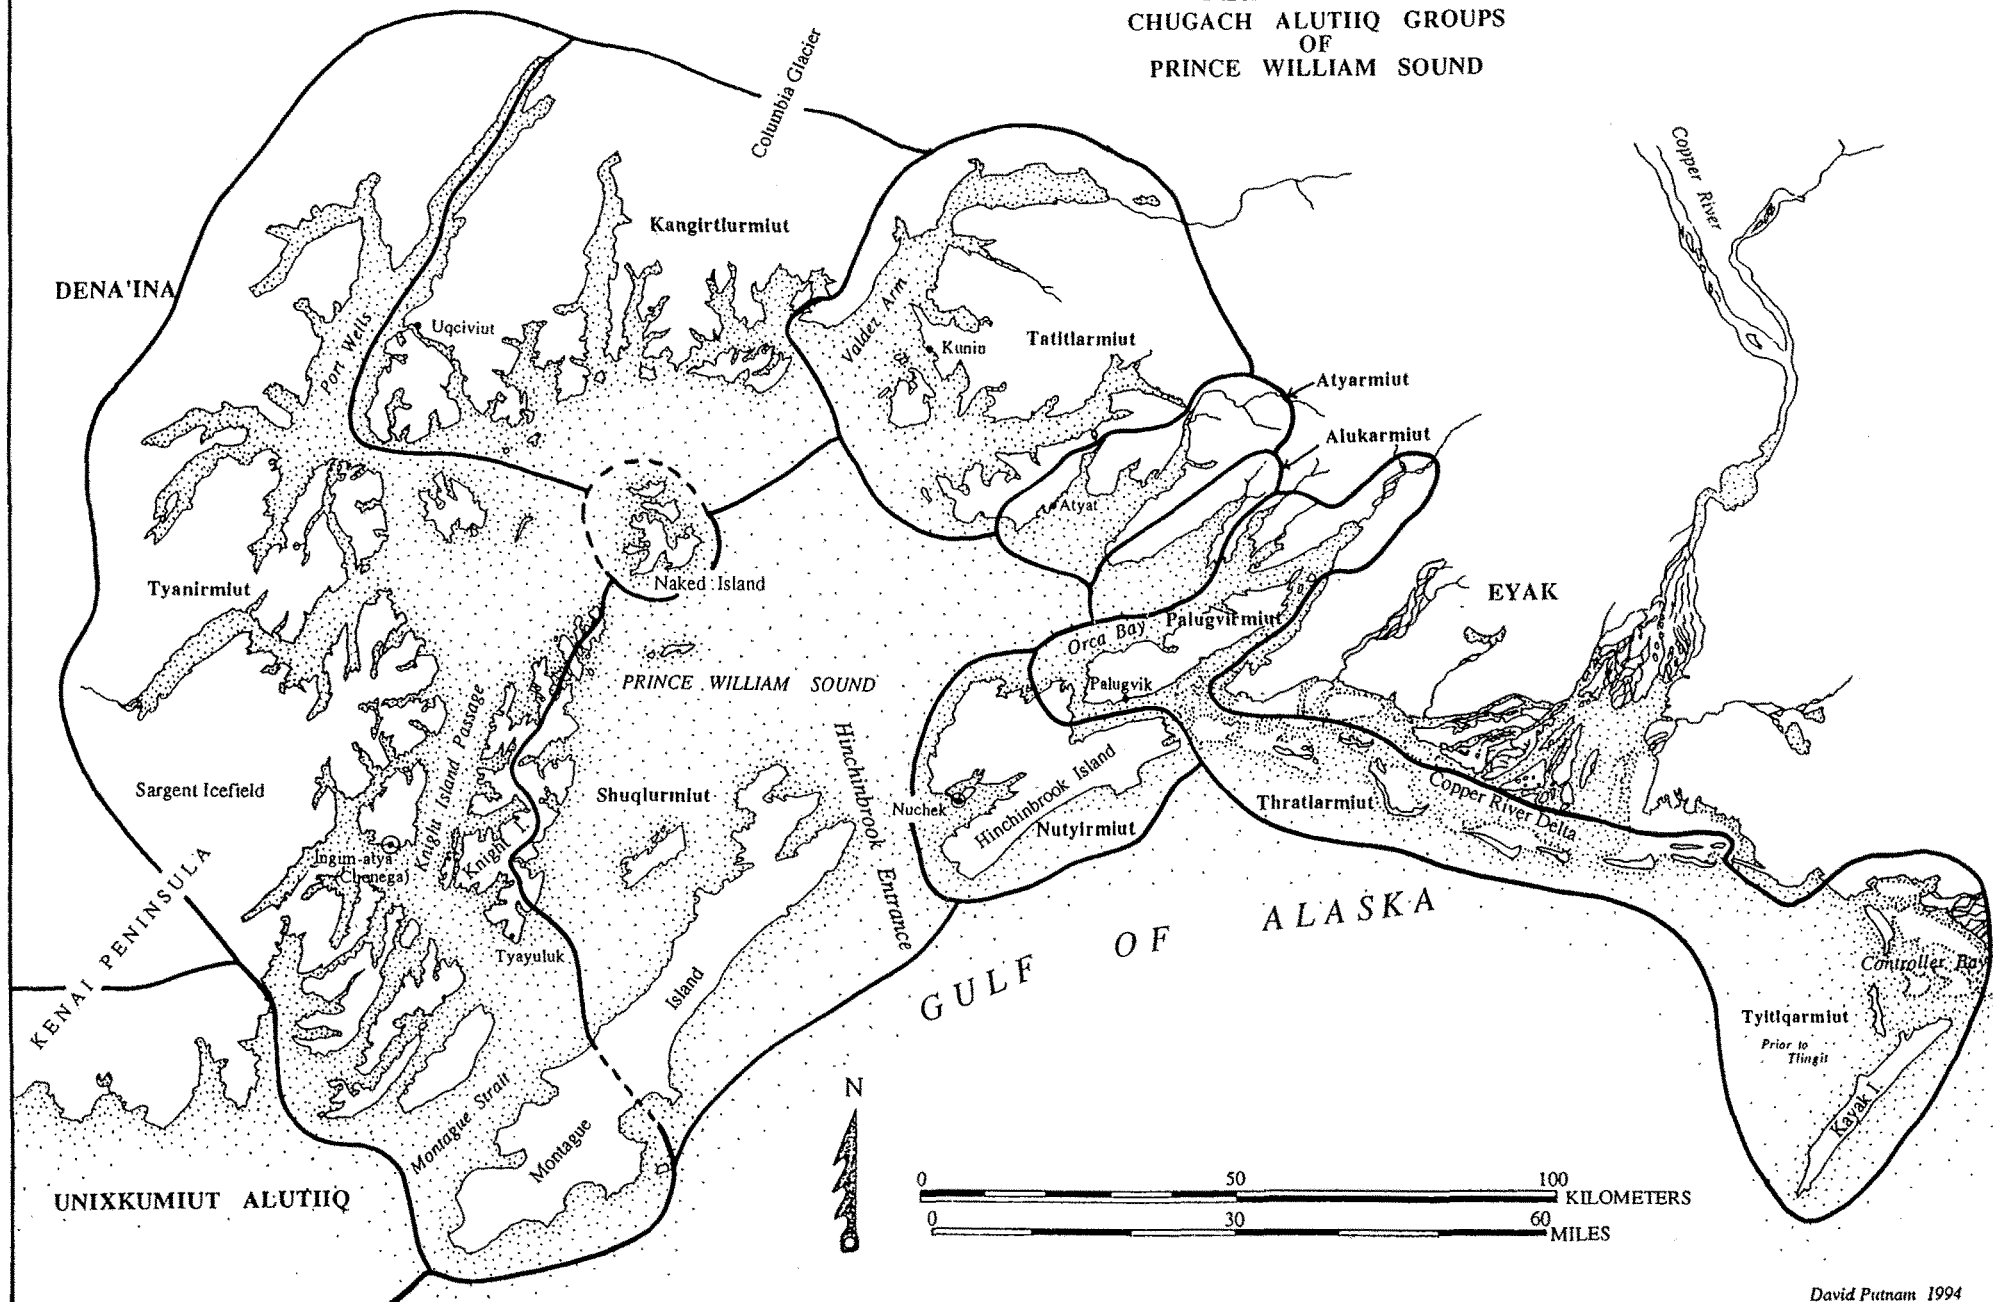 CHUGACH ALUTIIQ GROUPS
OF
PRINCE WILLIAM SOUND
Columbia Glacier
Copper River
Kangirtlurmiut
DENA'INA
Port Wells
Uqciviut
Valdez Arm
Kunin
Tatitlarmiut
Atyarmiut
Alukarmiut
Atyat
Naked Island
Tyanirmiut
EYAK
Orca Bay
Palugvirmiut
Palugvik
PRINCE WILLIAM SOUND
Knight Island Passage
Hinchinbrook Entrance
Sargent Icefield
Shuqlurmiut
Nuchek
Hinchinbrook Island
Nutyirmiut
Thratlarmiut
Copper River Delta
Ingim-atya
(Chenega)
Knight I.
KENAI PENINSULA
Tyayuluk
GULF OF ALASKA
Controller Bay
Island
Tyitlqarmiut
Prior to
Tlingit
Kayak I.
Montague Strait
Montague
N
UNIXKUMIUT ALUTIIQ
0 50 100
KILOMETERS
0 30 60
MILES
David Putnam 1994